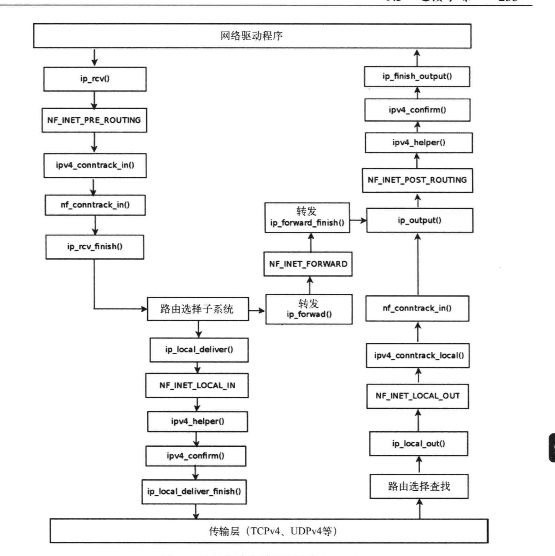 网络驱动程序
ip_rcv()
NF_INET_PRE_ROUTING
ipv4_conntrack_in()
nf_conntrack_in()
ip_rcv_finish()
路由选择子系统
ip_local_deliver()
NF_INET_LOCAL_IN
ipv4_helper()
ipv4_confirm()
ip_local_deliver_finish()
转发
ip_forward_finish()
NF_INET_FORWARD
转发
ip_forwad()
ip_finish_output()
ipv4_confirm()
ipv4_helper()
NF_INET_POST_ROUTING
ip_output()
nf_conntrack_in()
ipv4_conntrack_local()
NF_INET_LOCAL_OUT
ip_local_out()
路由选择查找
传输层（TCPv4、UDPv4等）